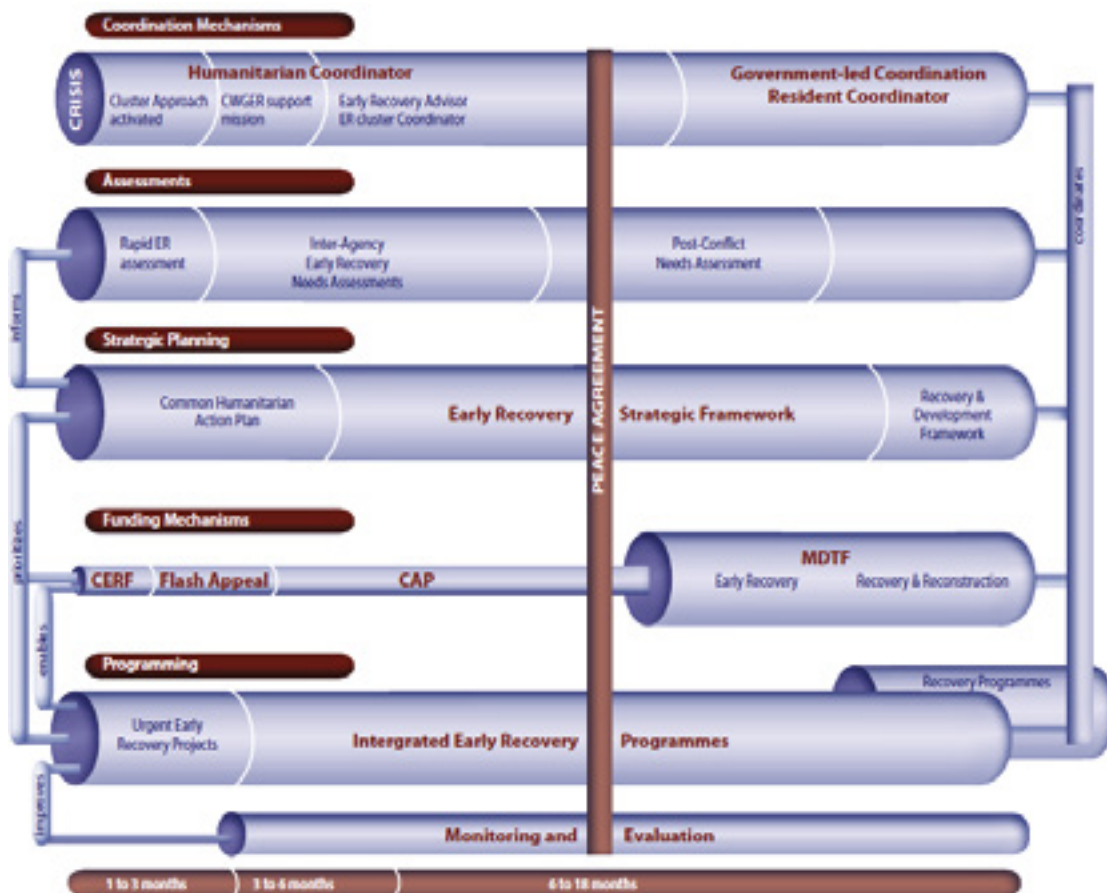 Coordination Mechanisms
CRISIS
Humanitarian Coordinator
Cluster Approach
activated
CWGER support
mission
Early Recovery Advisor
ER cluster Coordinator
Government-led Coordination
Resident Coordinator
coordinates
Assessments
Rapid ER
assessment
Inter-Agency
Early Recovery
Needs Assessments
Post-Conflict
Needs Assessment
informs
PEACE AGREEMENT
Strategic Planning
Common Humanitarian
Action Plan
Early Recovery
Strategic Framework
Recovery &
Development
Framework
prioritizes
Funding Mechanisms
CERF
Flash Appeal
CAP
MDTF
Early Recovery
Recovery & Reconstruction
enables
Programming
Recovery Programmes
Urgent Early
Recovery Projects
Intergrated Early Recovery
Programmes
improves
Monitoring and
Evaluation
1 to 3 months
3 to 6 months
6 to 18 months